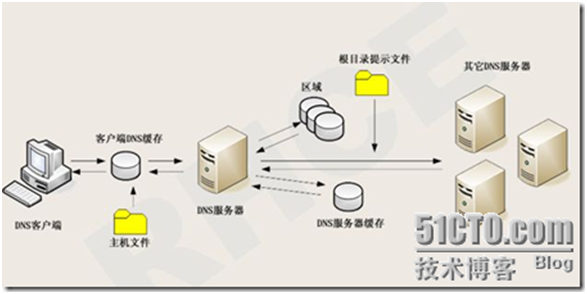 根目录提示文件
其它DNS服务器
区域
客户端DNS缓存
DNS客户端
主机文件
DNS服务器
DNS服务器缓存
51CTO.com
技术博客 Blog